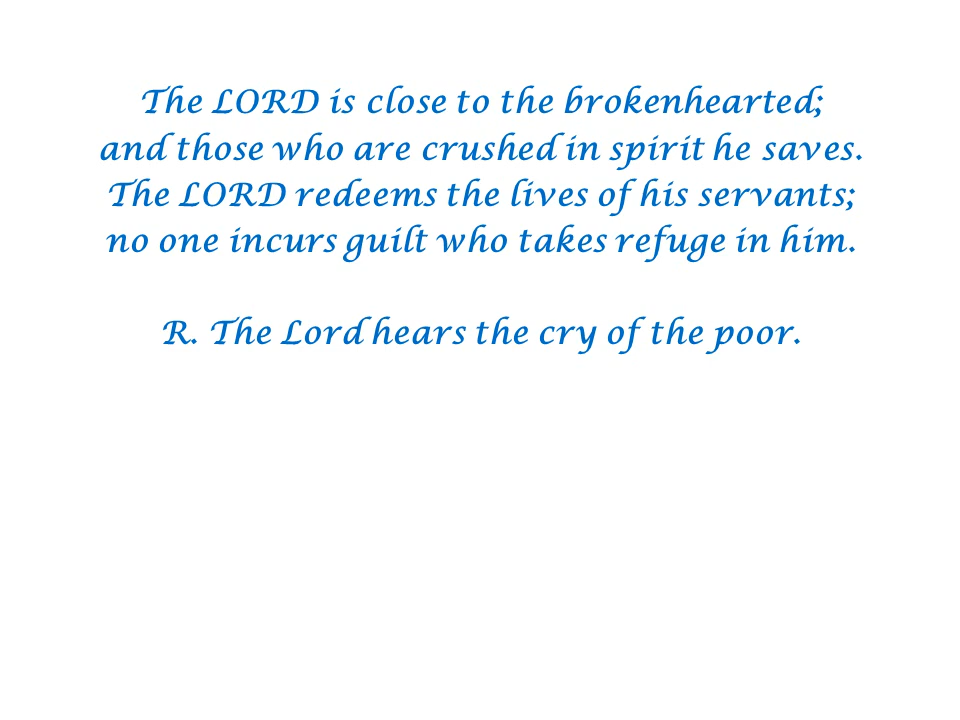 The LORD is close to the brokenhearted;
and those who are crushed in spirit he saves.
The LORD redeems the lives of his servants;
no one incurs guilt who takes refuge in him.
R. The Lord hears the cry of the poor.